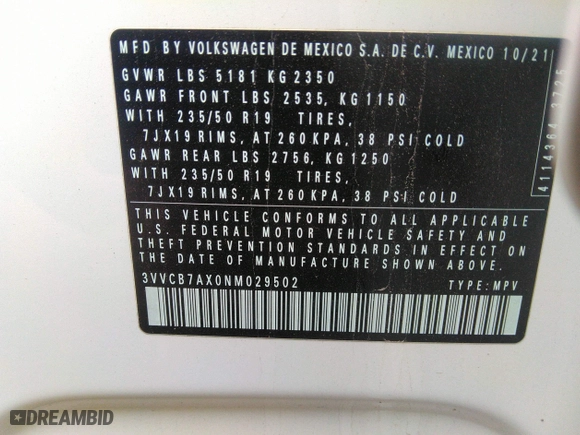 MFD BY VOLKSWAGEN DE MEXICO S.A. DE C.V. MEXICO 10/21
GVWR LBS 5181 KG 2350
GAWR FRONT LBS 2535, KG 1150
WITH 235/50 R19 TIRES,
7JX19 RIMS, AT 260 KPA, 38 PSI COLD
GAWR REAR LBS 2756, KG 1250
WITH 235/50 R19 TIRES,
7JX19 RIMS, AT 260 KPA, 38 PSI COLD
THIS VEHICLE CONFORMS TO ALL APPLICABLE
U.S. FEDERAL MOTOR VEHICLE SAFETY AND
THEFT PREVENTION STANDARDS IN EFFECT ON
THE DATE OF MANUFACTURE SHOWN ABOVE.
3VVCB7AX0NM029502 TYPE: MPV
4114364 3725
DREAMBID